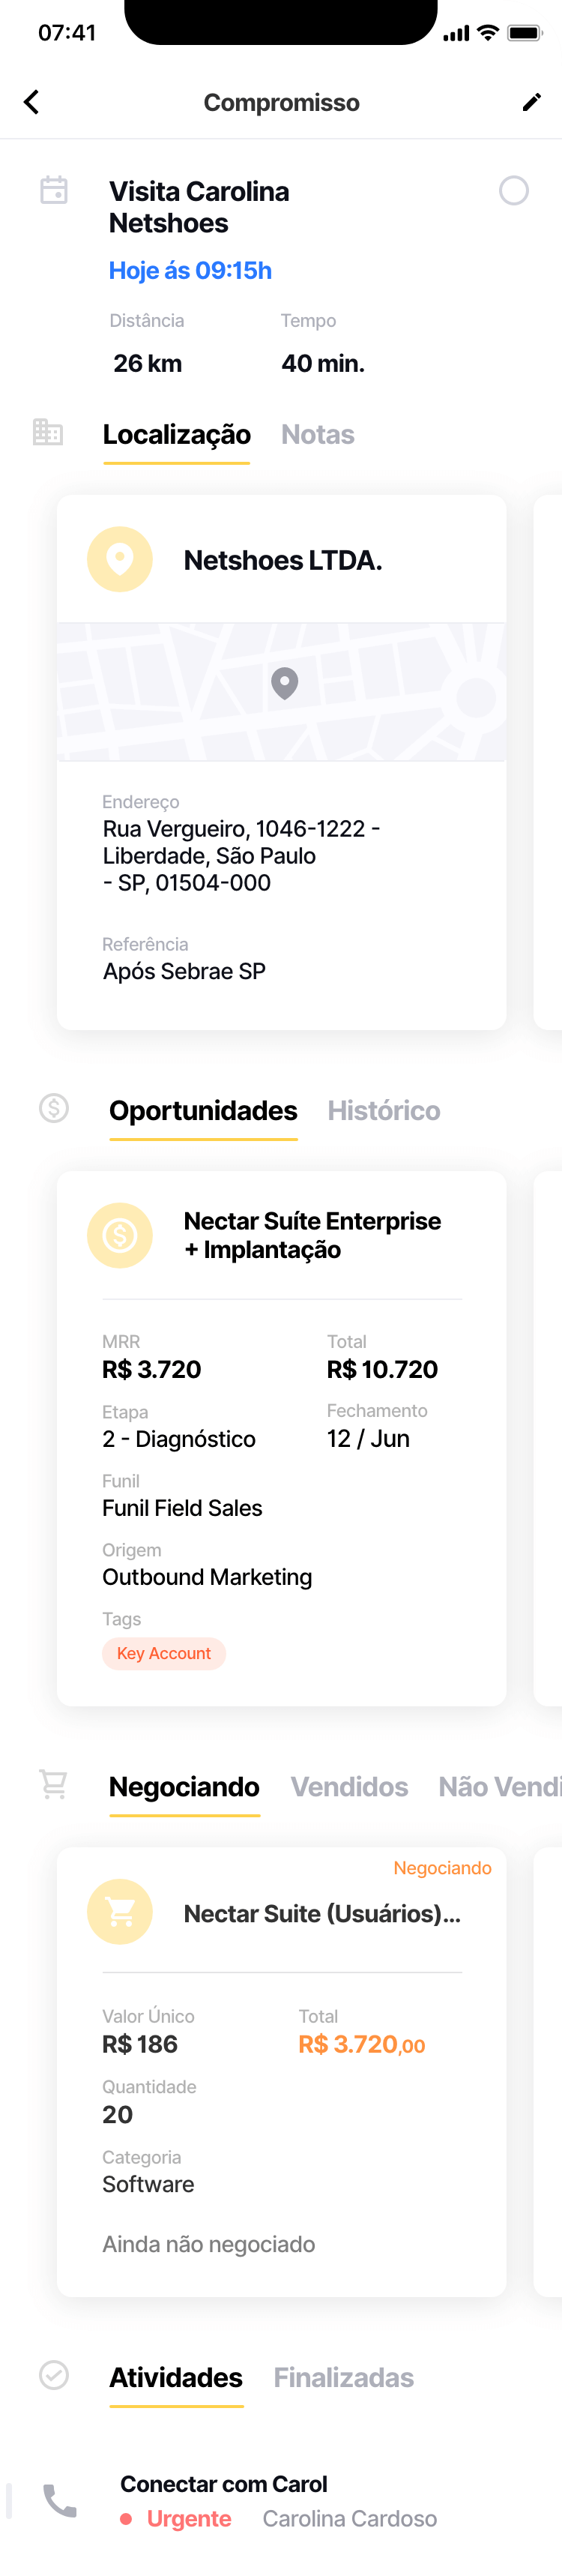 07:41
Compromisso
Visita Carolina
Netshoes
Hoje ás 09:15h
Distância Tempo
26 km 40 min.
Localização Notas
Netshoes LTDA.
Endereço
Rua Vergueiro, 1046-1222 -
Liberdade, São Paulo
- SP, 01504-000
Referência
Após Sebrae SP
Oportunidades Histórico
Nectar Suíte Enterprise
+ Implantação
MRR Total
R$ 3.720 R$ 10.720
Etapa Fechamento
2 - Diagnóstico 12 / Jun
Funil
Funil Field Sales
Origem
Outbound Marketing
Tags
Key Account
Negociando Vendidos Não Vendi
Negociando
Nectar Suite (Usuários)...
Valor Único Total
R$ 186 R$ 3.720,00
Quantidade
20
Categoria
Software
Ainda não negociado
Atividades Finalizadas
Conectar com Carol
Urgente Carolina Cardoso